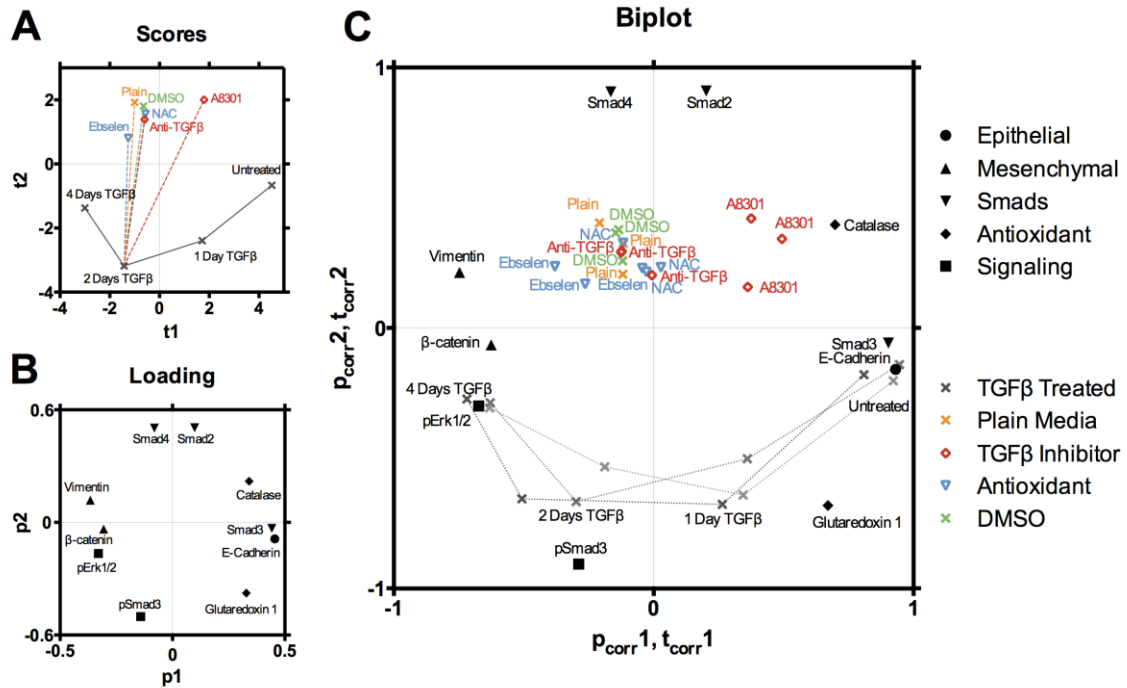 A
Scores
-4 -2 0 2 4
2
0
-2
-4
t2
t1
Plain
DMSO
NAC
A8301
Ebselen
Anti-TGFβ
Untreated
4 Days TGFβ
1 Day TGFβ
2 Days TGFβ
B
Loading
0.6
0
-0.6
p2
-0.5 0 0.5
p1
Smad4 Smad2
Vimentin
Catalase
β-catenin
Smad3
E-Cadherin
pErk1/2
Glutaredoxin 1
pSmad3
C
Biplot
1
0
-1
pcorr2, tcorr2
-1 0 1
pcorr1, tcorr1
Smad4 Smad2
Plain
DMSO
A8301
DMSO
A8301
Catalase
NAC
Plain
Anti-TGFβ
Anti-TGFβ
Vimentin
Ebselen
DMSO
NAC
Plain
Anti-TGFβ
Ebselen
Ebselen
NAC
A8301
β-catenin
Smad3
E-Cadherin
4 Days TGFβ
pErk1/2
Untreated
2 Days TGFβ
1 Day TGFβ
Glutaredoxin 1
pSmad3
Epithelial
Mesenchymal
Smads
Antioxidant
Signaling
TGFβ Treated
Plain Media
TGFβ Inhibitor
Antioxidant
DMSO